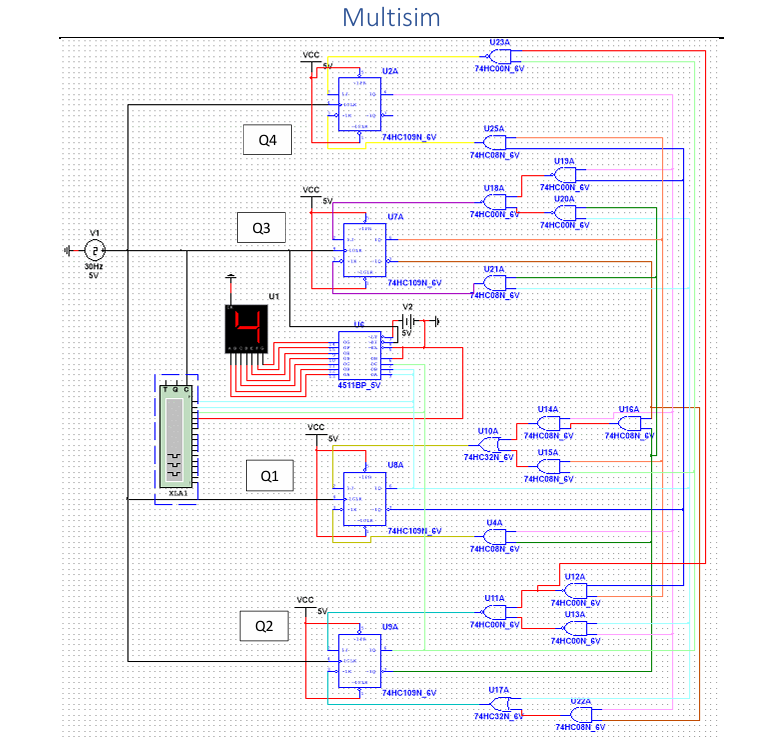 Multisim
U23A
74HC00N_6V
VCC
5V
U2A
74HC109N_6V
Q4
U25A
74HC08N_6V
U19A
74HC00N_6V
U18A
74HC00N_6V
U20A
74HC00N_6V
VCC
5V
U7A
74HC109N_6V
Q3
U21A
74HC08N_6V
V1
30Hz
5V
U1
4
V2
5V
U6
4511BP_5V
T Q C
XLA1
U14A
74HC08N_6V
U16A
74HC08N_6V
VCC
5V
U10A
74HC32N_6V
U15A
74HC08N_6V
Q1
U8A
74HC109N_6V
U4A
74HC08N_6V
U12A
74HC00N_6V
U11A
74HC00N_6V
U13A
74HC00N_6V
VCC
5V
Q2
U9A
74HC109N_6V
U17A
74HC32N_6V
U22A
74HC08N_6V